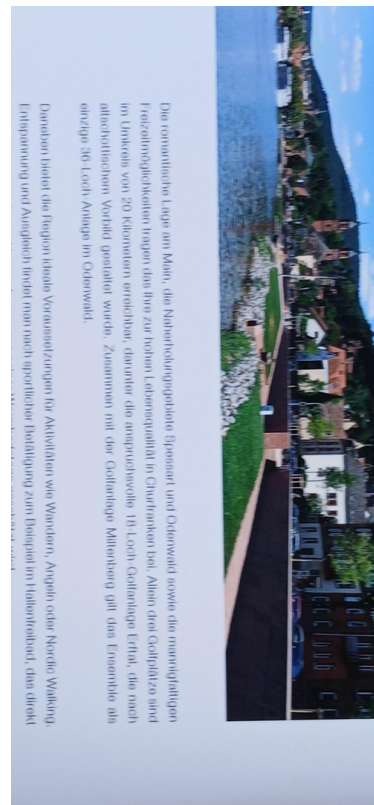 Die romantische Lage am Main, die Naherholungsgebiete Spessart und Odenwald sowie die mannigfaltigen
Freizeitmöglichkeiten tragen das Ihre zur hohen Lebensqualität in Churfranken bei. Allein drei Golfplätze sind
im Umkreis von 20 Kilometern erreichbar, darunter die anspruchsvolle 18-Loch-Golfanlage Erftal, die nach
altschottischem Vorbild gestaltet wurde. Zusammen mit der Golfanlage Miltenberg gilt das Ensemble als
einzige 36-Loch-Anlage im Odenwald.
Daneben bietet die Region ideale Voraussetzungen für Aktivitäten wie Wandern, Angeln oder Nordic Walking.
Entspannung und Ausgleich findet man nach sportlicher Betätigung zum Beispiel im Hallenfreibad, das direkt